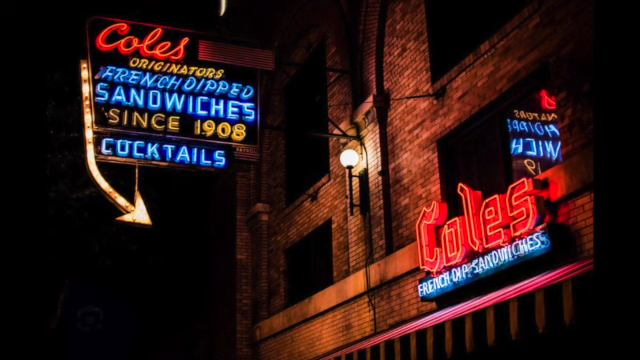 Coles
ORIGINATORS
FRENCH DIPPED
SANDWICHES
SINCE 1908
COCKTAILS
Coles
FRENCH DIP SANDWICHES